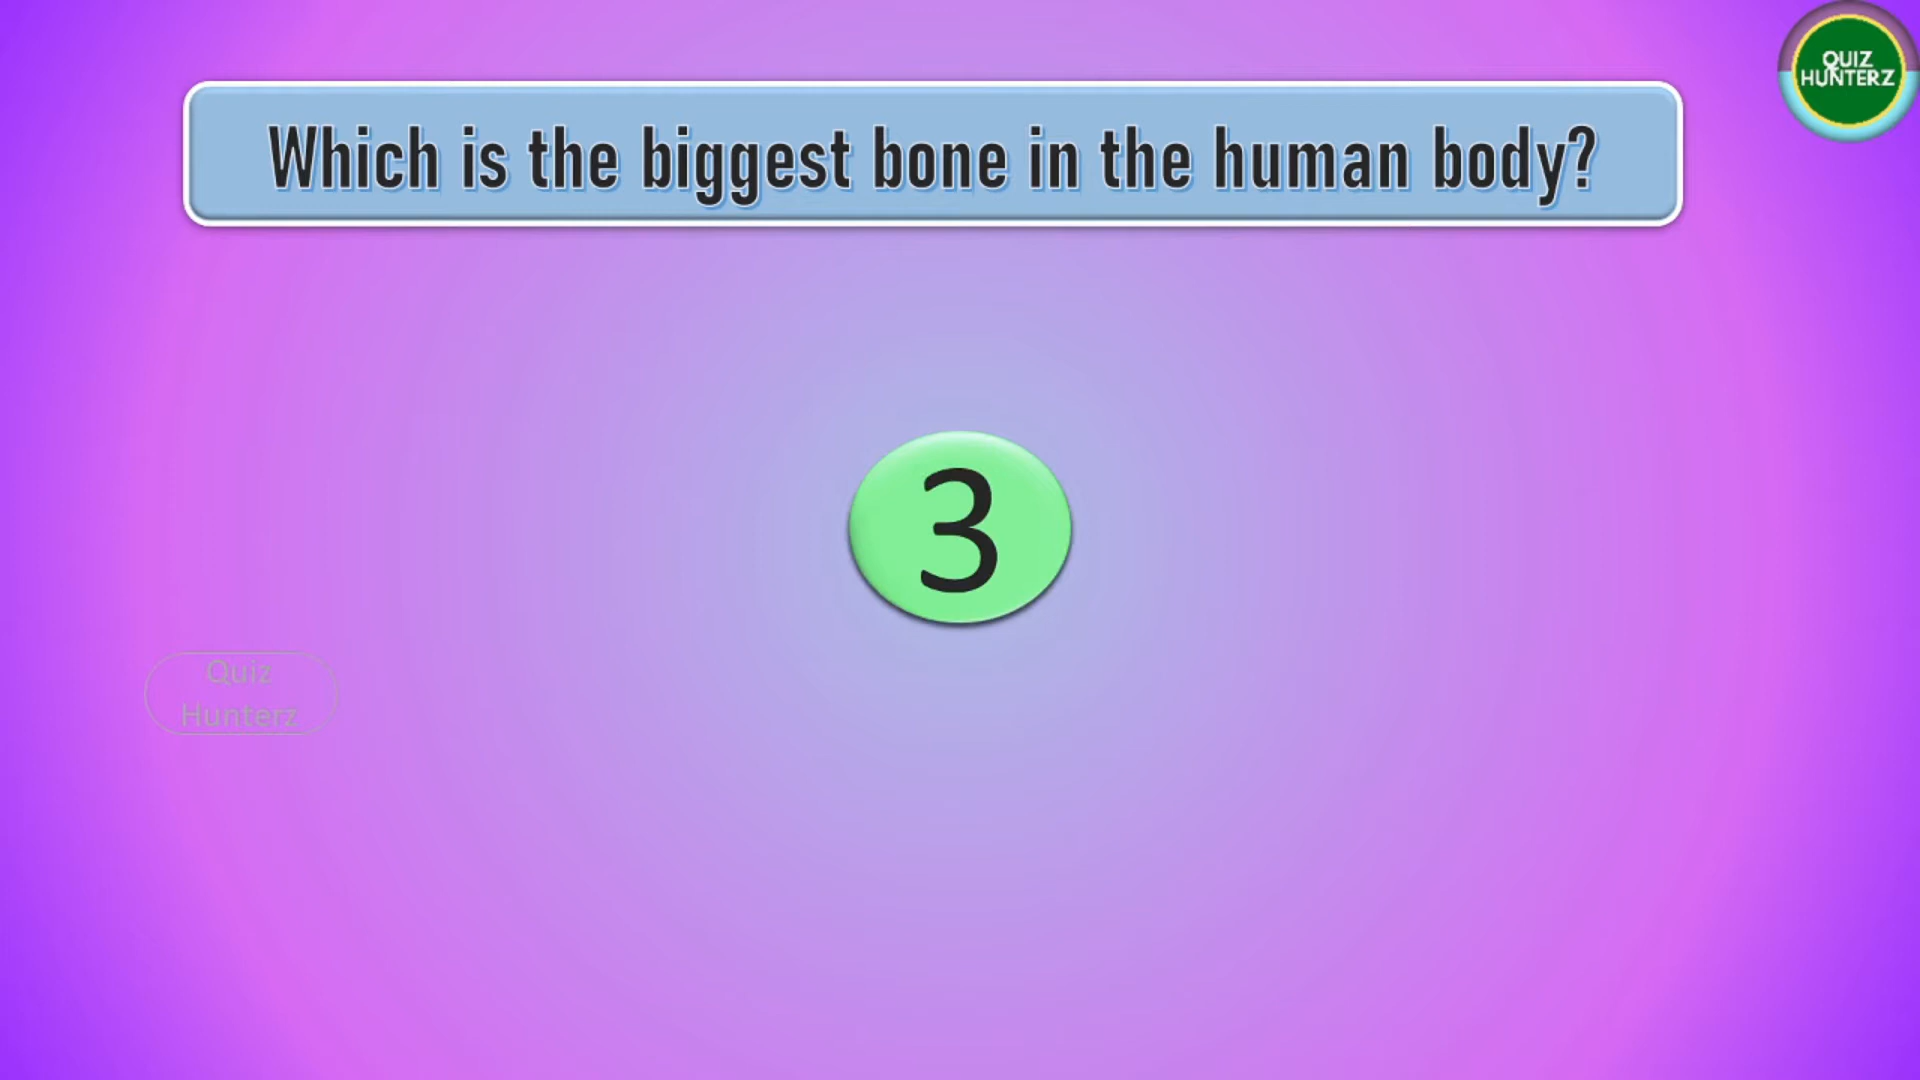 QUIZ
HUNTERZ
Which is the biggest bone in the human body?
3
Quiz
Hunterz